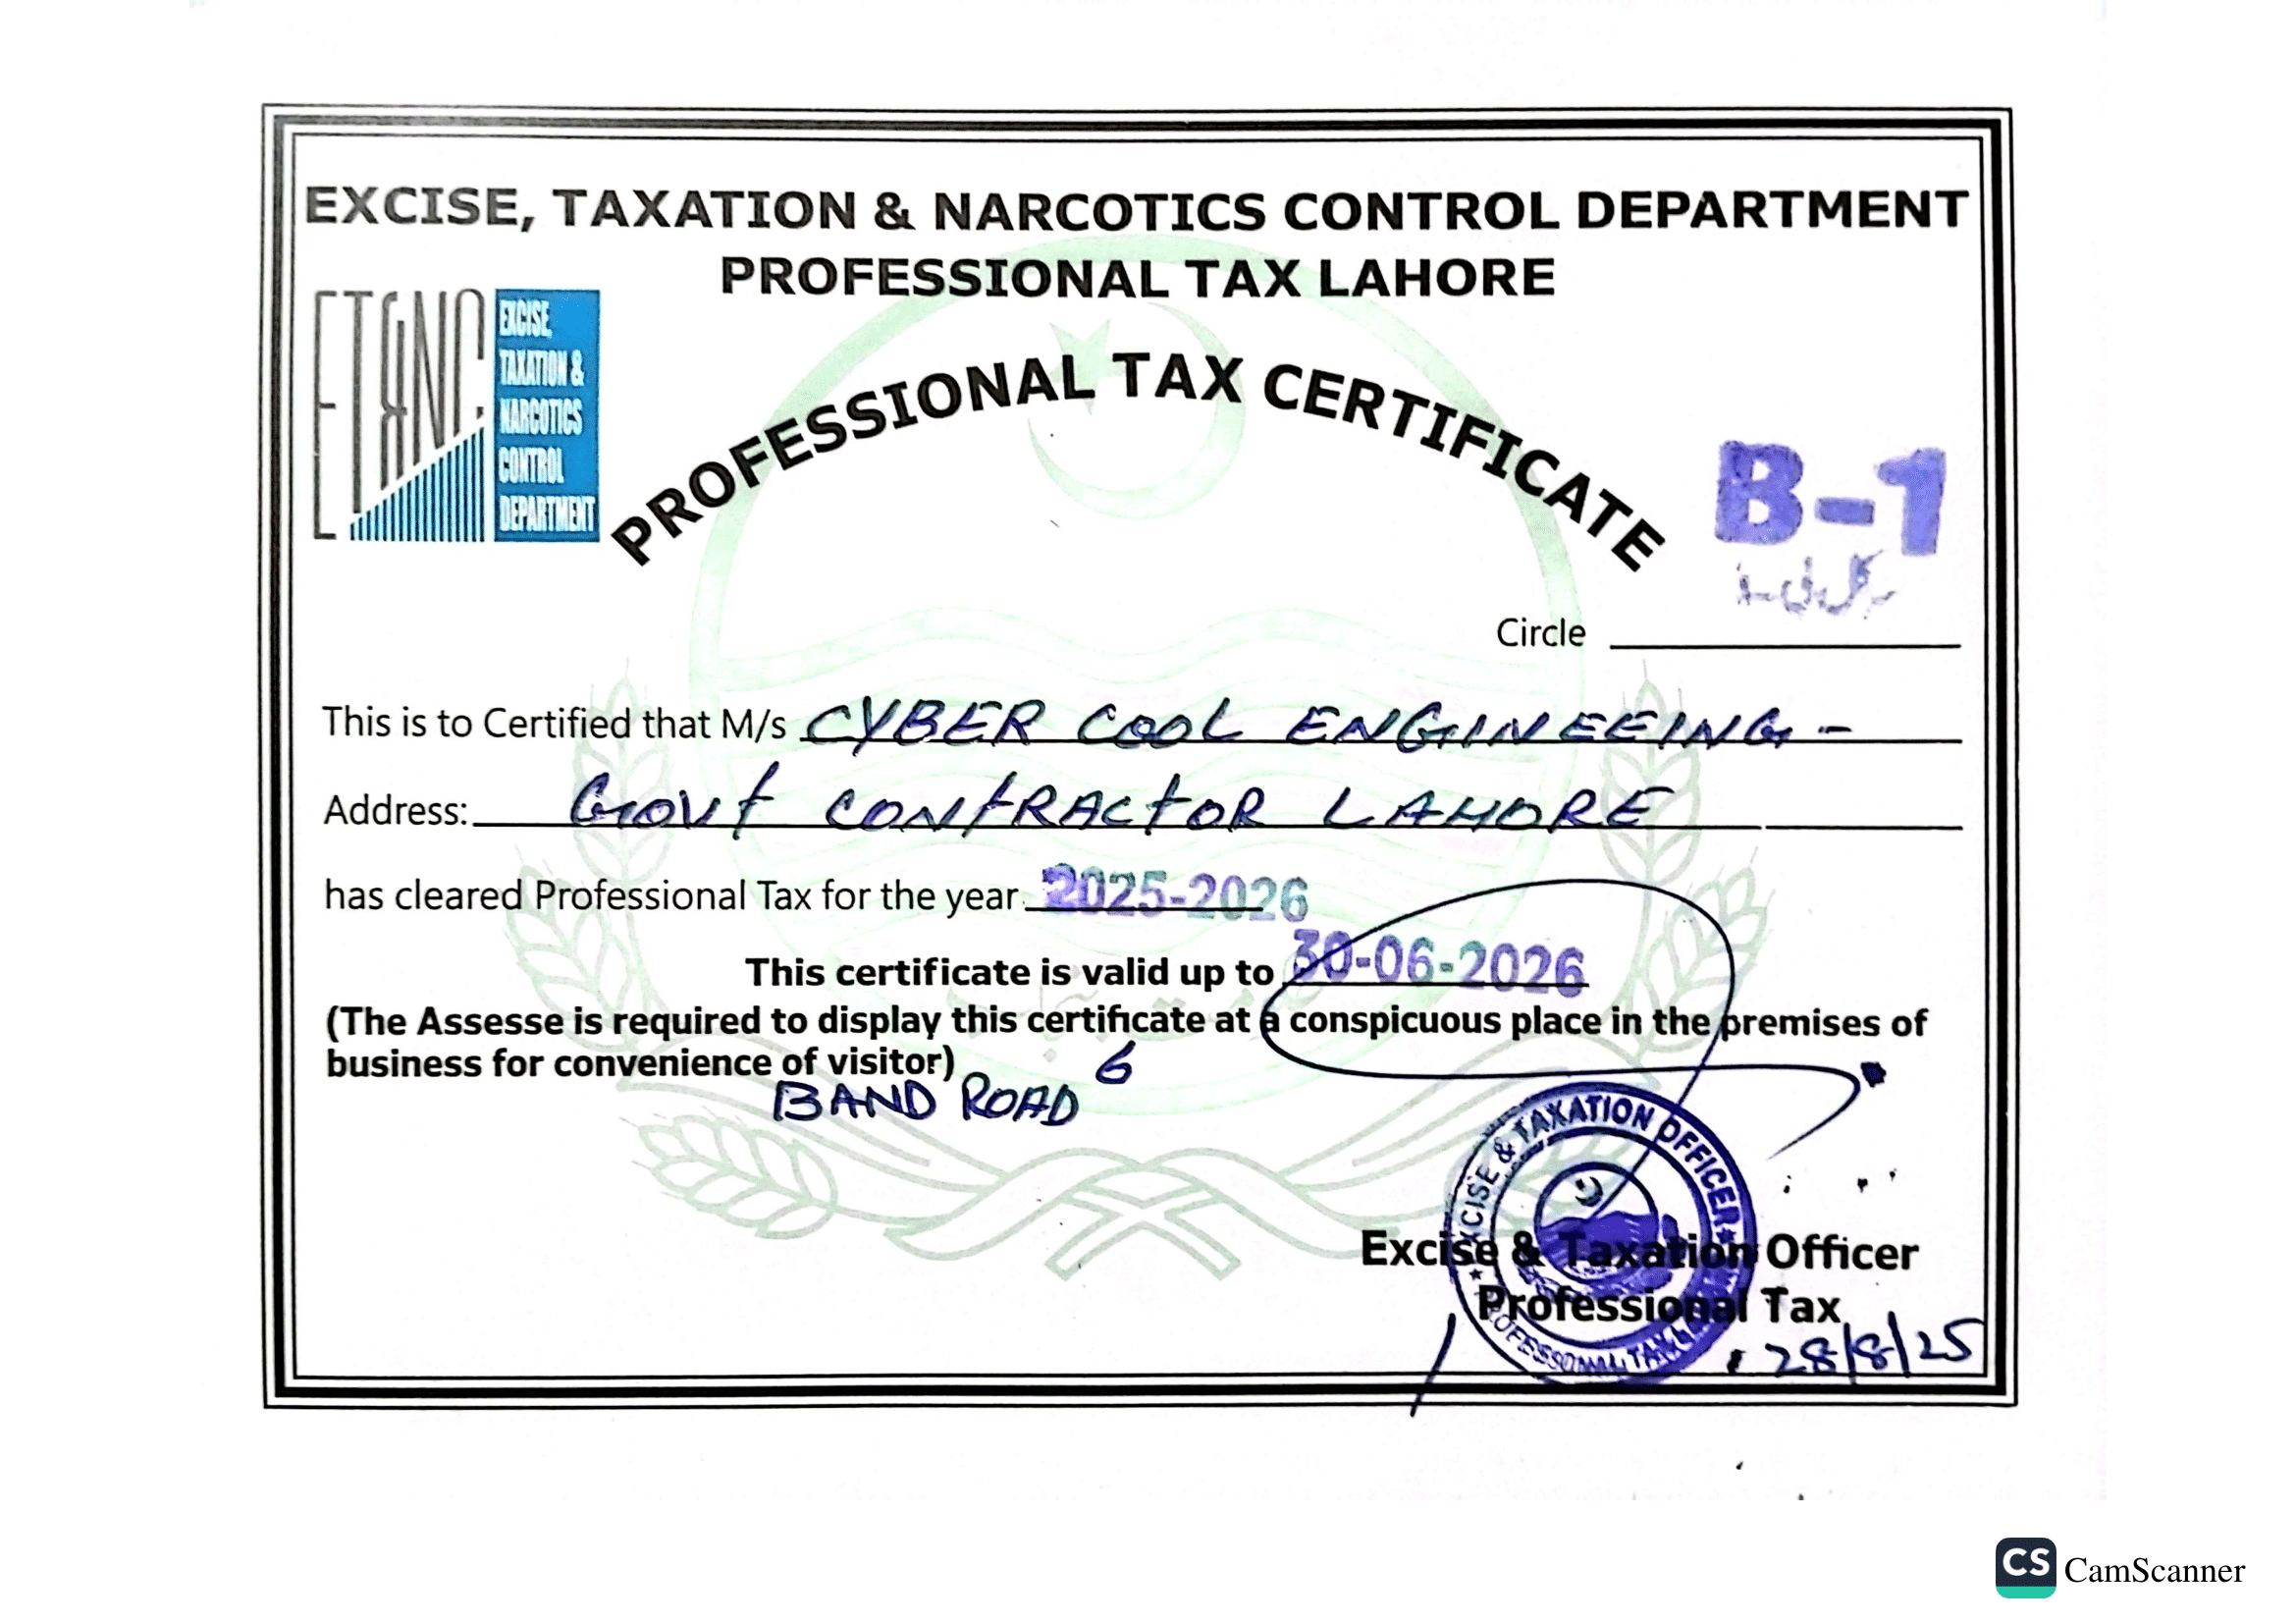 EXCISE, TAXATION & NARCOTICS CONTROL DEPARTMENT
PROFESSIONAL TAX LAHORE
ET&NC
EXCISE,
TAXATION &
NARCOTICS
CONTROL
DEPARTMENT
PROFESSIONAL TAX CERTIFICATE
B-1
Circle
This is to Certified that M/s CYBER COOL ENGINEEING -
Address: Govt CONTRACTOR LAHORE
has cleared Professional Tax for the year 2025-2026
This certificate is valid up to 30-06-2026
(The Assesse is required to display this certificate at a conspicuous place in the premises of
business for convenience of visitor)
6
BAND ROAD
EXCISE & TAXATION OFFICER
PROFESSIONAL TAX
Excise & Taxation Officer
Professional Tax
28/8/25
CS CamScanner